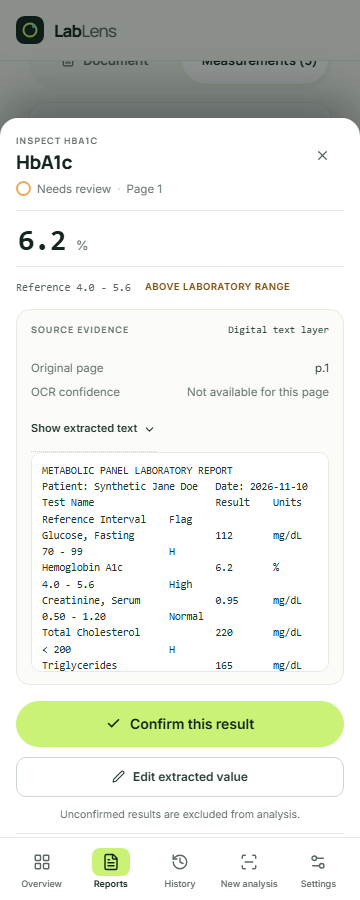 LabLens
Document Measurements (5)
INSPECT HBA1C
HbA1c
Needs review · Page 1
6.2 %
Reference 4.0 - 5.6 ABOVE LABORATORY RANGE
SOURCE EVIDENCE Digital text layer
Original page p.1
OCR confidence Not available for this page
Show extracted text
METABOLIC PANEL LABORATORY REPORT
Patient: Synthetic Jane Doe Date: 2026-11-10
Test Name Result Units
Reference Interval Flag
Glucose, Fasting 112 mg/dL
70 - 99 H
Hemoglobin A1c 6.2 %
4.0 - 5.6 High
Creatinine, Serum 0.95 mg/dL
0.50 - 1.20 Normal
Total Cholesterol 220 mg/dL
< 200 H
Triglycerides 165 mg/dL
Confirm this result
Edit extracted value
Unconfirmed results are excluded from analysis.
Overview Reports History New analysis Settings